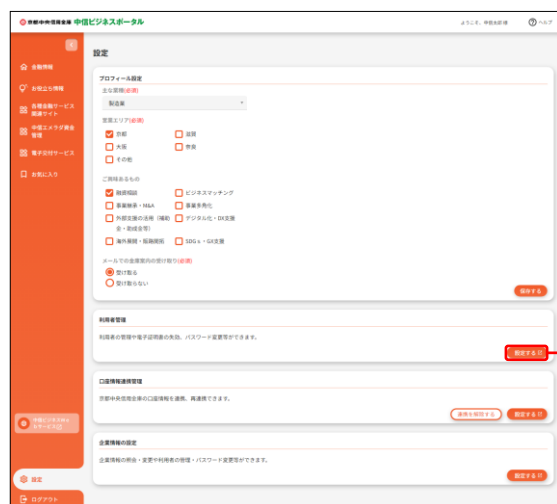 京都中央信用金庫 中信ビジネスポータル
ようこそ、中信太郎様
ヘルプ
設定
金融情報
お役立ち情報
各種金融サービス
関連サイト
中信エメラダ資金
管理
電子交付サービス
お気に入り
設定
ログアウト
プロフィール設定
主な業種(必須)
製造業
営業エリア(必須)
京都
滋賀
大阪
奈良
その他
ご興味あるもの
融資相談
ビジネスマッチング
事業承継・M&A
事業多角化
外部支援の活用（補助
金・助成金等）
デジタル化・DX支援
海外展開・販路開拓
SDGs・GX支援
メールでの金庫案内の受け取り(必須)
受け取る
受け取らない
保存する
利用者管理
利用者の管理や電子証明書の失効、パスワード変更等ができます。
設定する
口座情報連携管理
京都中央信用金庫の口座情報を連携、再連携できます。
連携を解除する
設定する
企業情報の設定
企業情報の照会・変更や利用者の管理・パスワード変更等ができます。
設定する